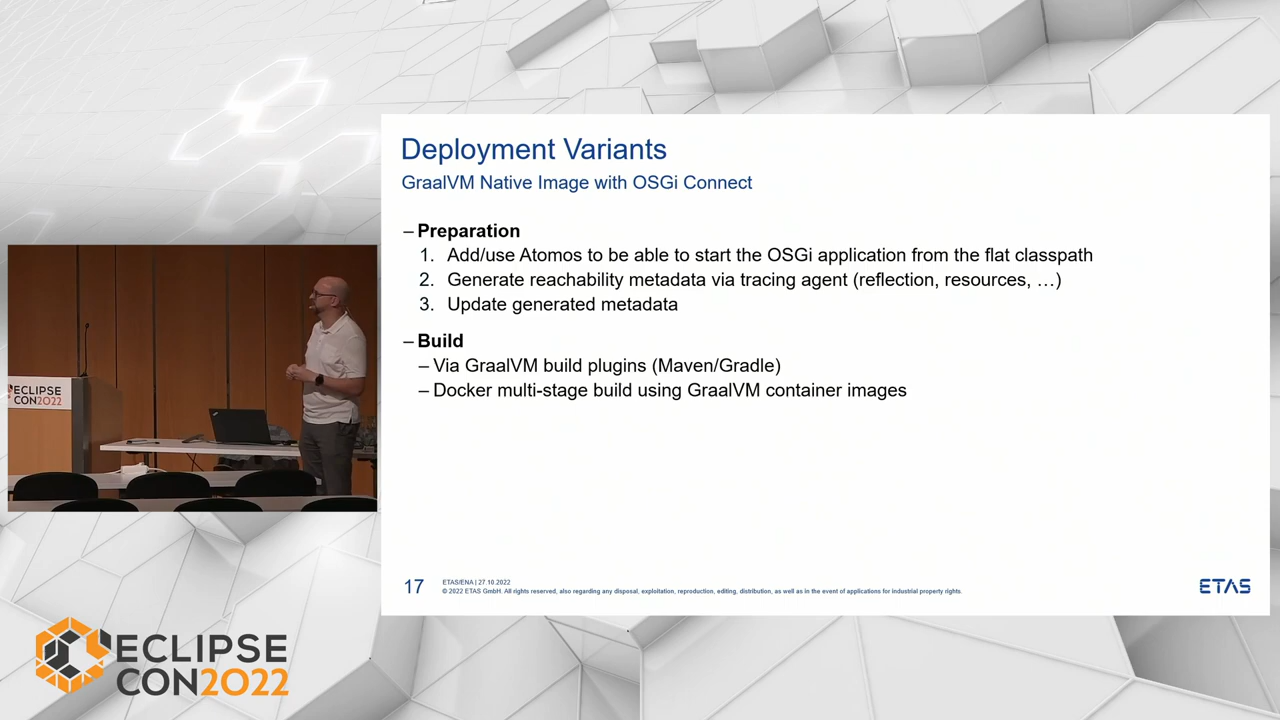 Deployment Variants
GraalVM Native Image with OSGi Connect
– Preparation
1. Add/use Atomos to be able to start the OSGi application from the flat classpath
2. Generate reachability metadata via tracing agent (reflection, resources, …)
3. Update generated metadata
– Build
– Via GraalVM build plugins (Maven/Gradle)
– Docker multi-stage build using GraalVM container images
ECLIPSE
CON2022
17
ETAS/ENA | 27.10.2022
© 2022 ETAS GmbH. All rights reserved, also regarding any disposal, exploitation, reproduction, editing, distribution, as well as in the event of applications for industrial property rights.
ETAS
ECLIPSE
CON2022